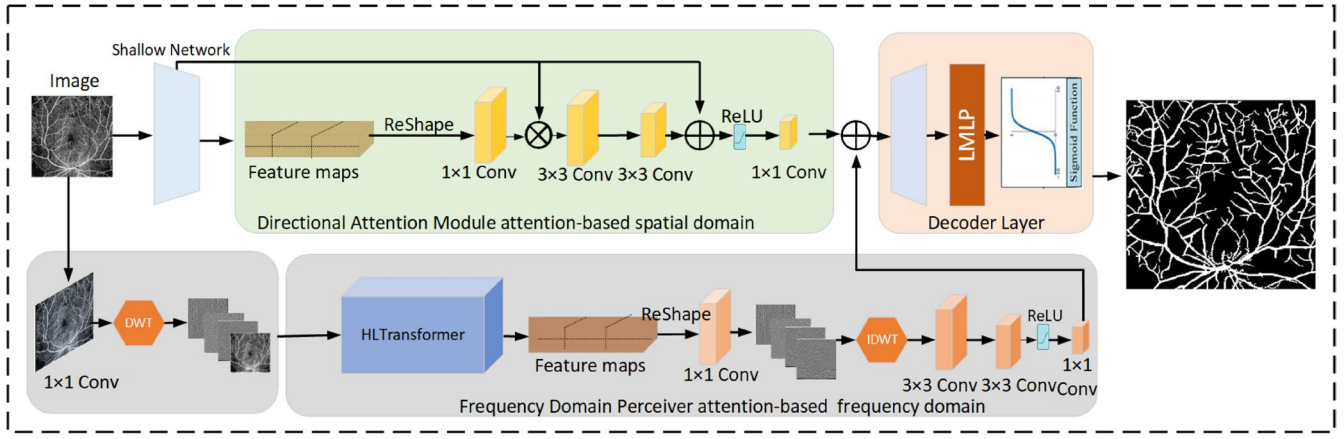 Image
Shallow Network
Feature maps
ReShape
1×1 Conv
3×3 Conv
3×3 Conv
ReLU
1×1 Conv
Directional Attention Module attention-based spatial domain
LMLP
Sigmoid Function
Decoder Layer
1×1 Conv
DWT
HLTransformer
Feature maps
ReShape
1×1 Conv
IDWT
3×3 Conv
3×3 Conv
ReLU
1×1
Conv
Frequency Domain Perceiver attention-based frequency domain